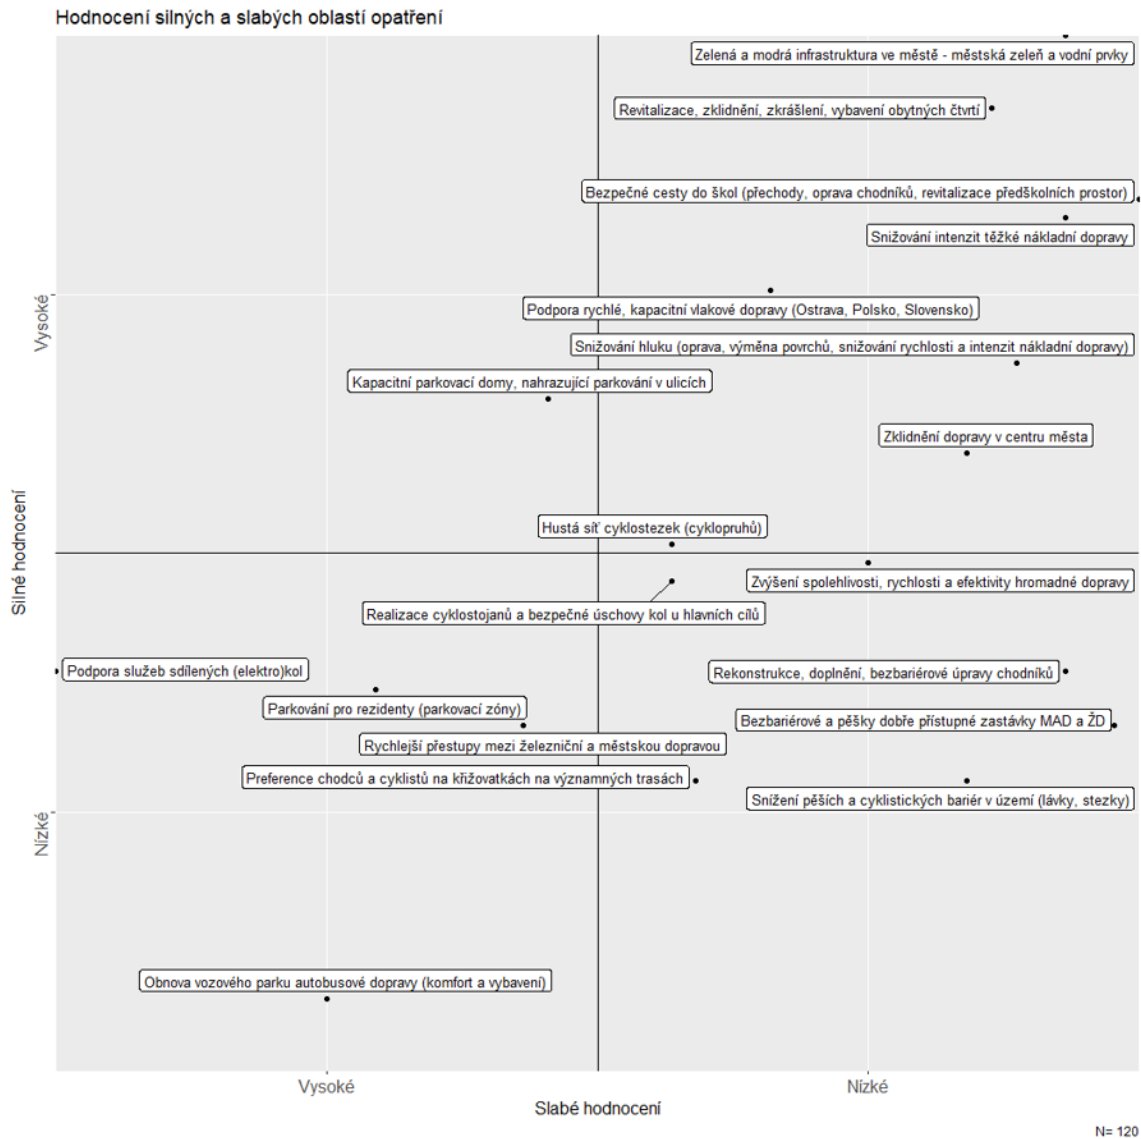 Hodnocení silných a slabých oblastí opatření
Zelená a modrá infrastruktura ve městě - městská zeleň a vodní prvky
Revitalizace, zklidnění, zkrášlení, vybavení obytných čtvrtí
Bezpečné cesty do škol (přechody, oprava chodníků, revitalizace předškolních prostor)
Snižování intenzit těžké nákladní dopravy
Vysoké
Podpora rychlé, kapacitní vlakové dopravy (Ostrava, Polsko, Slovensko)
Snižování hluku (oprava, výměna povrchů, snižování rychlosti a intenzit nákladní dopravy)
Kapacitní parkovací domy, nahrazující parkování v ulicích
Zklidnění dopravy v centru města
Hustá síť cyklostezek (cyklopruhů)
Silné hodnocení
Zvýšení spolehlivosti, rychlosti a efektivity hromadné dopravy
Realizace cyklostojanů a bezpečné úschovy kol u hlavních cílů
Podpora služeb sdílených (elektro)kol
Rekonstrukce, doplnění, bezbariérové úpravy chodníků
Parkování pro rezidenty (parkovací zóny)
Bezbariérové a pěšky dobře přístupné zastávky MAD a ŽD
Rychlejší přestupy mezi železniční a městskou dopravou
Preference chodců a cyklistů na křižovatkách na významných trasách
Snížení pěších a cyklistických bariér v území (lávky, stezky)
Nízké
Obnova vozového parku autobusové dopravy (komfort a vybavení)
Vysoké
Nízké
Slabé hodnocení
N= 120